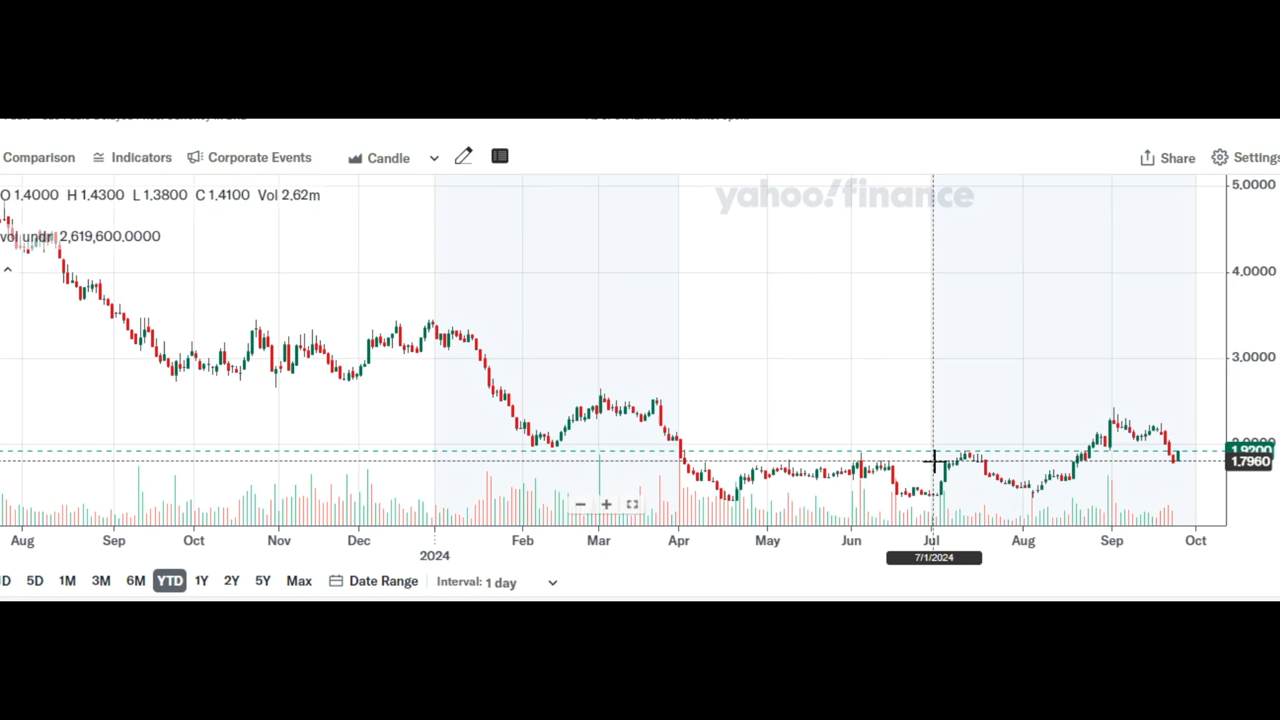 Comparison Indicators Corporate Events Candle Share Settings
yahoo!finance
O 1.4000 H 1.4300 L 1.3800 C 1.4100 Vol 2.62m
vol undr 2,619,600.0000
5.0000
4.0000
3.0000
1.9200
1.7960
Aug Sep Oct Nov Dec Feb Mar Apr May Jun Jul Aug Sep Oct
2024
7/1/2024
5D 1M 3M 6M YTD 1Y 2Y 5Y Max Date Range Interval: 1 day